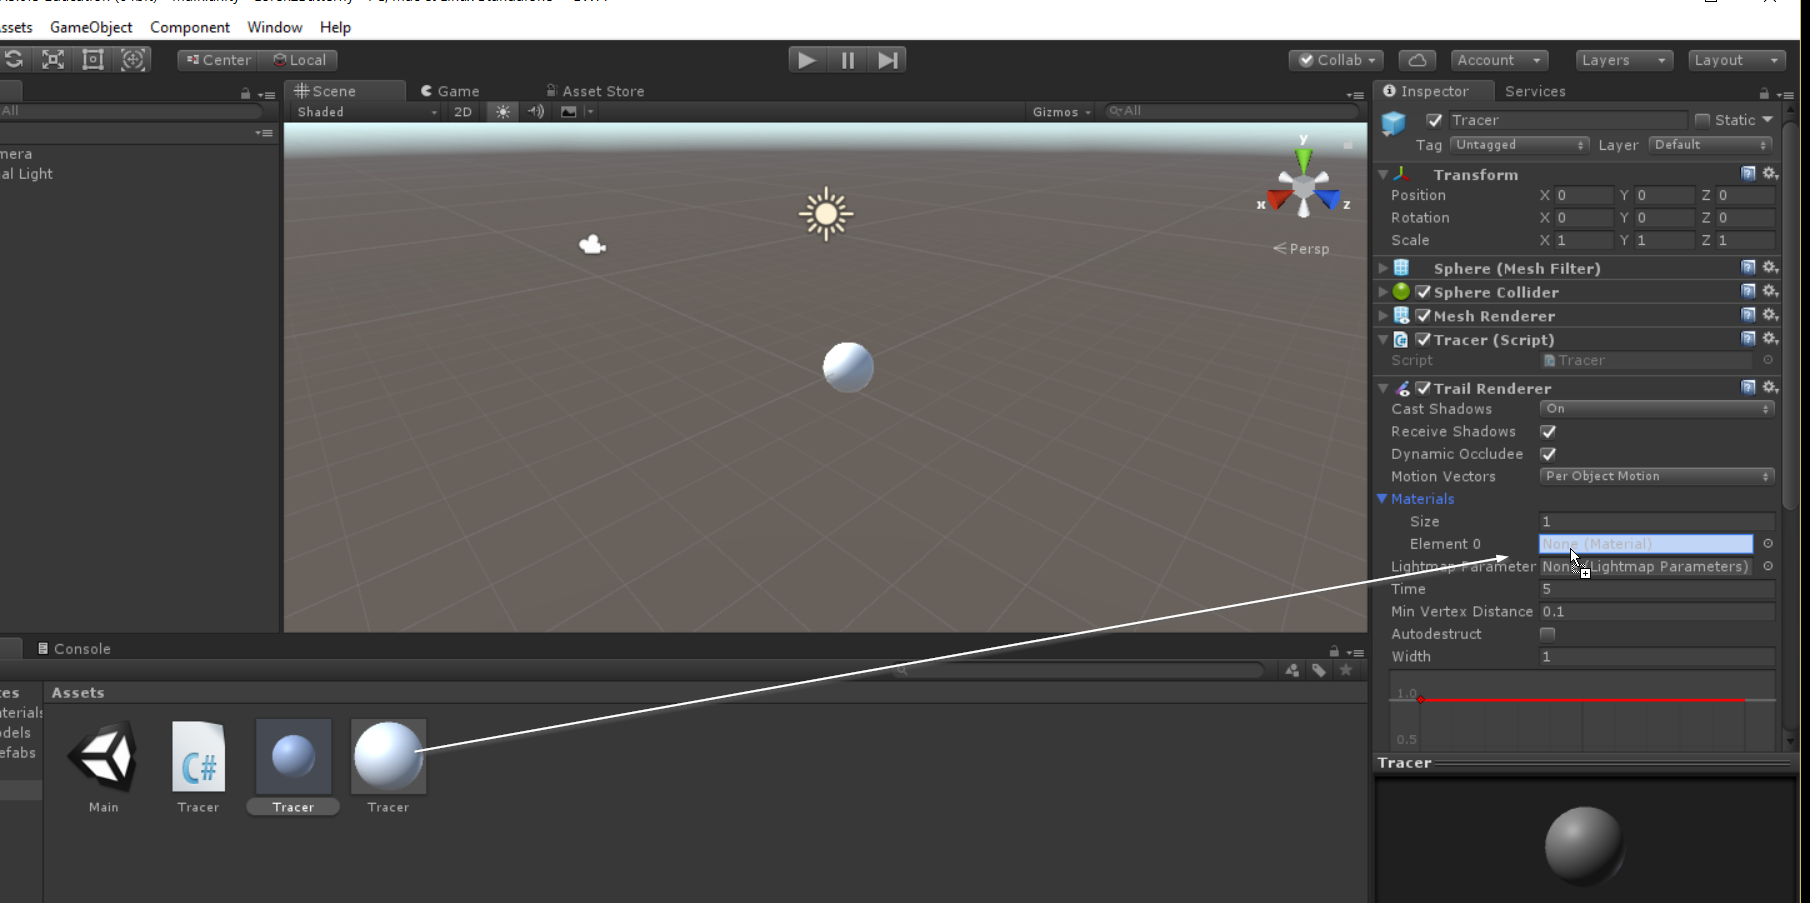 ssets GameObject Component Window Help
Center Local Collab Account Layers Layout
Scene Game Asset Store Inspector Services
All Shaded 2D Gizmos All
mera
al Light
y
x z
Persp
Tracer Static
Tag Untagged Layer Default
Transform
Position X 0 Y 0 Z 0
Rotation X 0 Y 0 Z 0
Scale X 1 Y 1 Z 1
Sphere (Mesh Filter)
Sphere Collider
Mesh Renderer
Tracer (Script)
Script Tracer
Trail Renderer
Cast Shadows On
Receive Shadows
Dynamic Occludee
Motion Vectors Per Object Motion
Materials
Size 1
Element 0 None (Material)
Lightmap Parameter None (Lightmap Parameters)
Time 5
Min Vertex Distance 0.1
Autodestruct
Width 1
1.0
0.5
Tracer
Console
es Assets
terials
dels
efabs
C#
Main Tracer Tracer Tracer